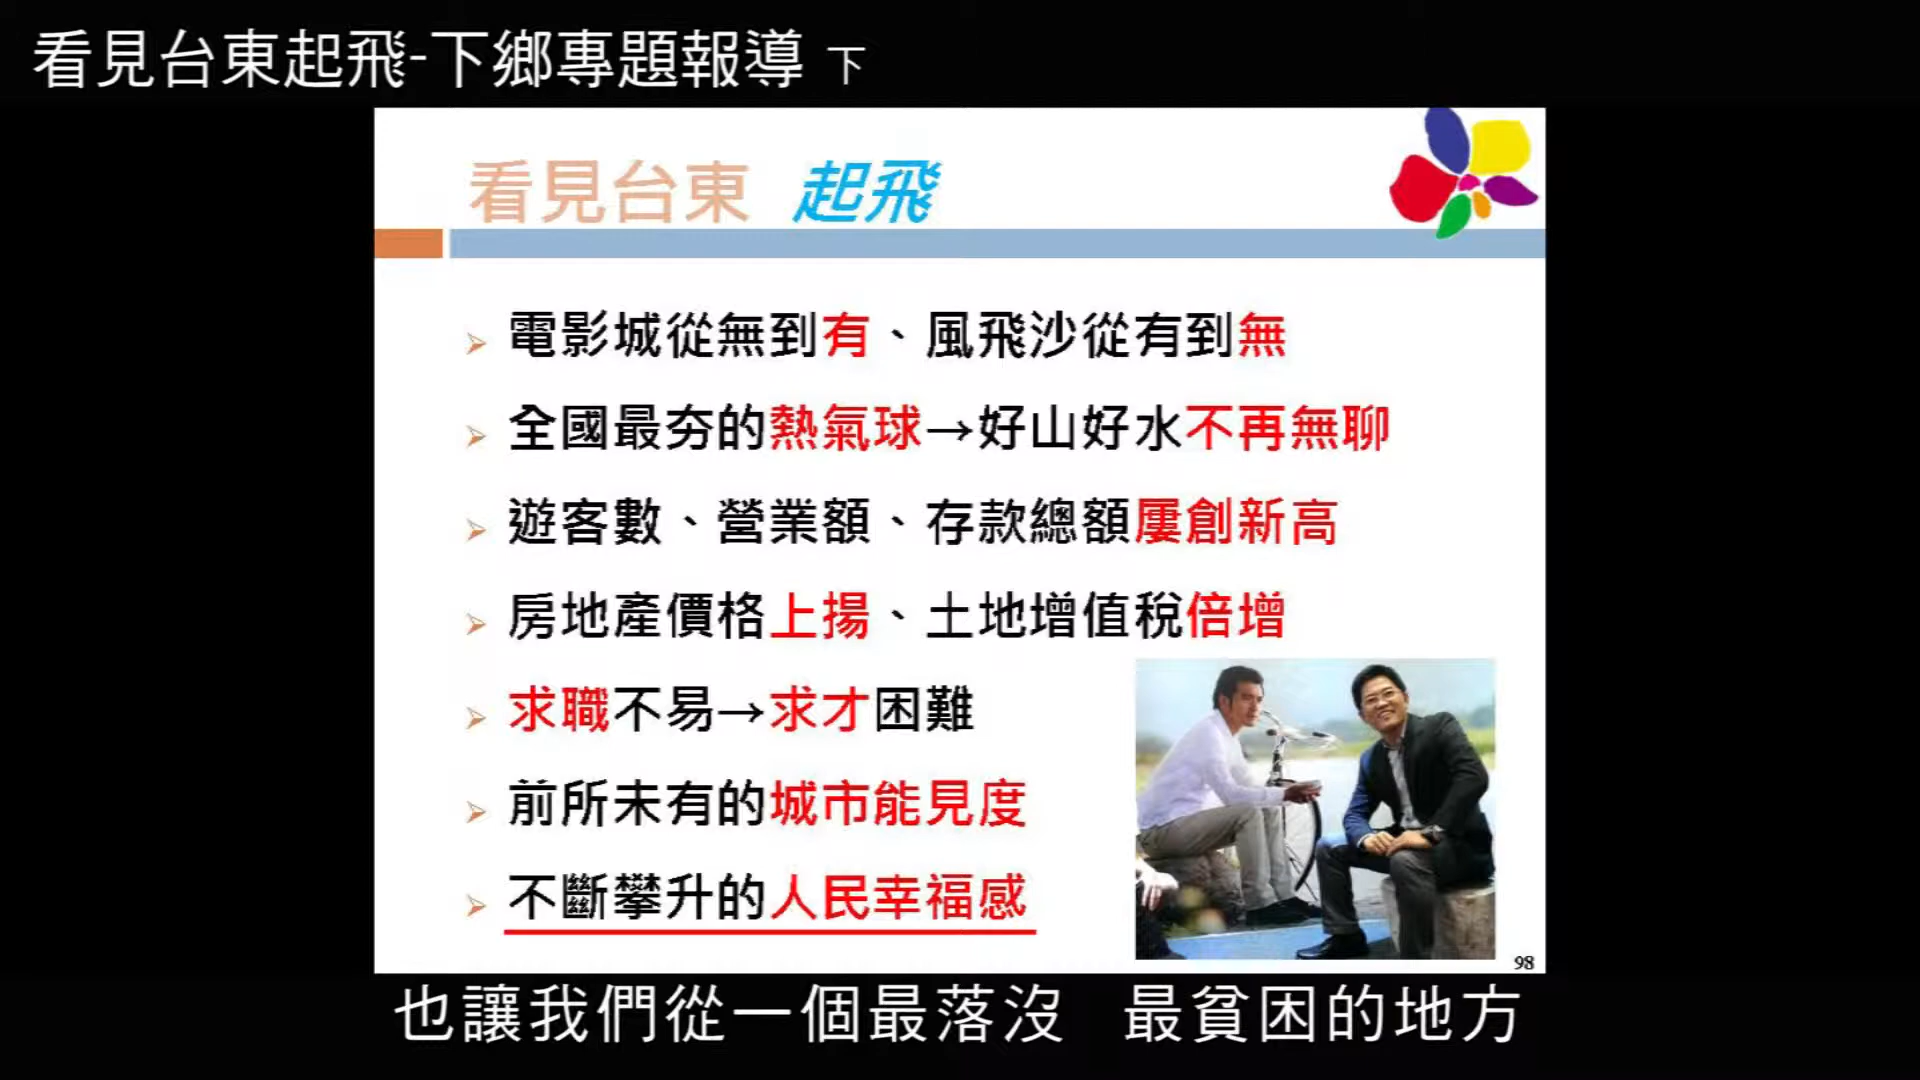 看見台東起飛-下鄉專題報導 下
看見台東 起飛
電影城從無到有、風飛沙從有到無
全國最夯的熱氣球→好山好水不再無聊
遊客數、營業額、存款總額屢創新高
房地產價格上揚、土地增值稅倍增
求職不易→求才困難
前所未有的城市能見度
不斷攀升的人民幸福感
98
也讓我們從一個最落沒 最貧困的地方